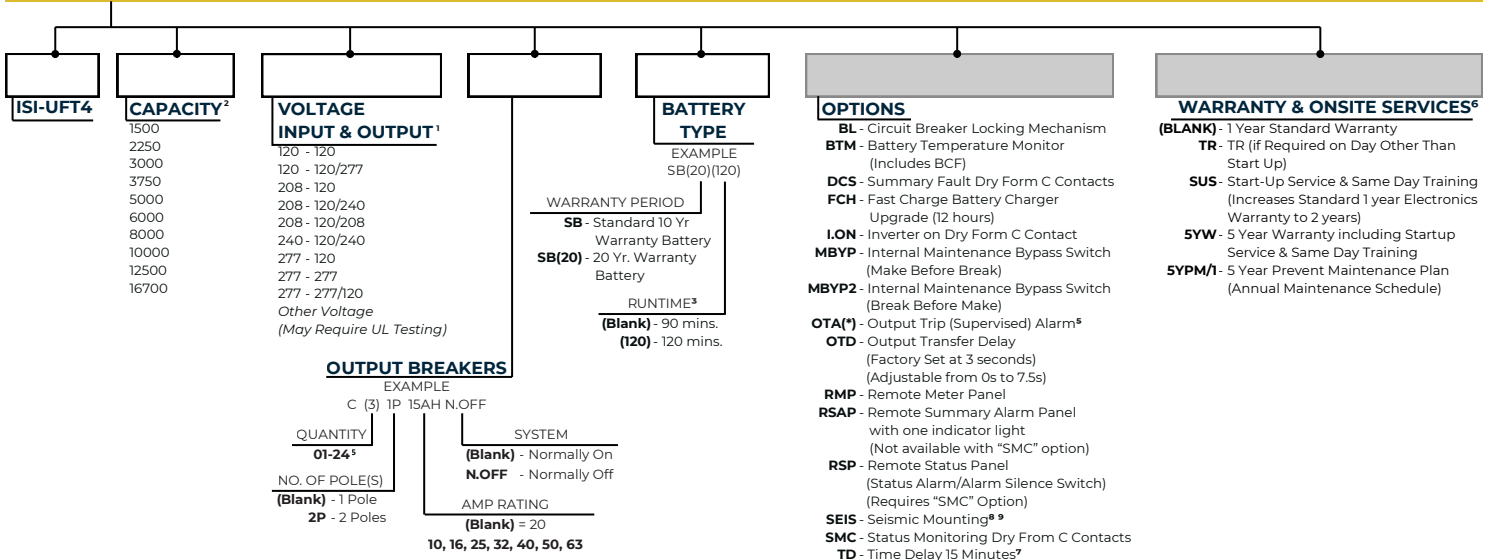 ISI-UFT4
CAPACITY²
1500
2250
3000
3750
5000
6000
8000
10000
12500
16700
VOLTAGE
INPUT & OUTPUT¹
120 - 120
120 - 120/277
208 - 120
208 - 120/240
208 - 120/208
240 - 120/240
277 - 120
277 - 277
277 - 277/120
Other Voltage
(May Require UL Testing)
OUTPUT BREAKERS
EXAMPLE
C (3) 1P 15AH N.OFF
QUANTITY
01-24⁵
NO. OF POLE(S)
(Blank) - 1 Pole
2P - 2 Poles
SYSTEM
(Blank) - Normally On
N.OFF - Normally Off
AMP RATING
(Blank) = 20
10, 16, 25, 32, 40, 50, 63
BATTERY
TYPE
EXAMPLE
SB(20)(120)
WARRANTY PERIOD
SB - Standard 10 Yr
Warranty Battery
SB(20) - 20 Yr. Warranty
Battery
RUNTIME³
(Blank) - 90 mins.
(120) - 120 mins.
OPTIONS
BL - Circuit Breaker Locking Mechanism
BTM - Battery Temperature Monitor
(Includes BCF)
DCS - Summary Fault Dry Form C Contacts
FCH - Fast Charge Battery Charger
Upgrade (12 hours)
I.ON - Inverter on Dry Form C Contact
MBYP - Internal Maintenance Bypass Switch
(Make Before Break)
MBYP2 - Internal Maintenance Bypass Switch
(Break Before Make)
OTA(*) - Output Trip (Supervised) Alarm⁵
OTD - Output Transfer Delay
(Factory Set at 3 seconds)
(Adjustable from 0s to 7.5s)
RMP - Remote Meter Panel
RSAP - Remote Summary Alarm Panel
with one indicator light
(Not available with “SMC” option)
RSP - Remote Status Panel
(Status Alarm/Alarm Silence Switch)
(Requires “SMC” Option)
SEIS - Seismic Mounting⁸ ⁹
SMC - Status Monitoring Dry From C Contacts
TD - Time Delay 15 Minutes⁷
WARRANTY & ONSITE SERVICES⁶
(BLANK) - 1 Year Standard Warranty
TR - TR (if Required on Day Other Than
Start Up)
SUS - Start-Up Service & Same Day Training
(Increases Standard 1 year Electronics
Warranty to 2 years)
5YW - 5 Year Warranty including Startup
Service & Same Day Training
5YPM/1 - 5 Year Prevent Maintenance Plan
(Annual Maintenance Schedule)